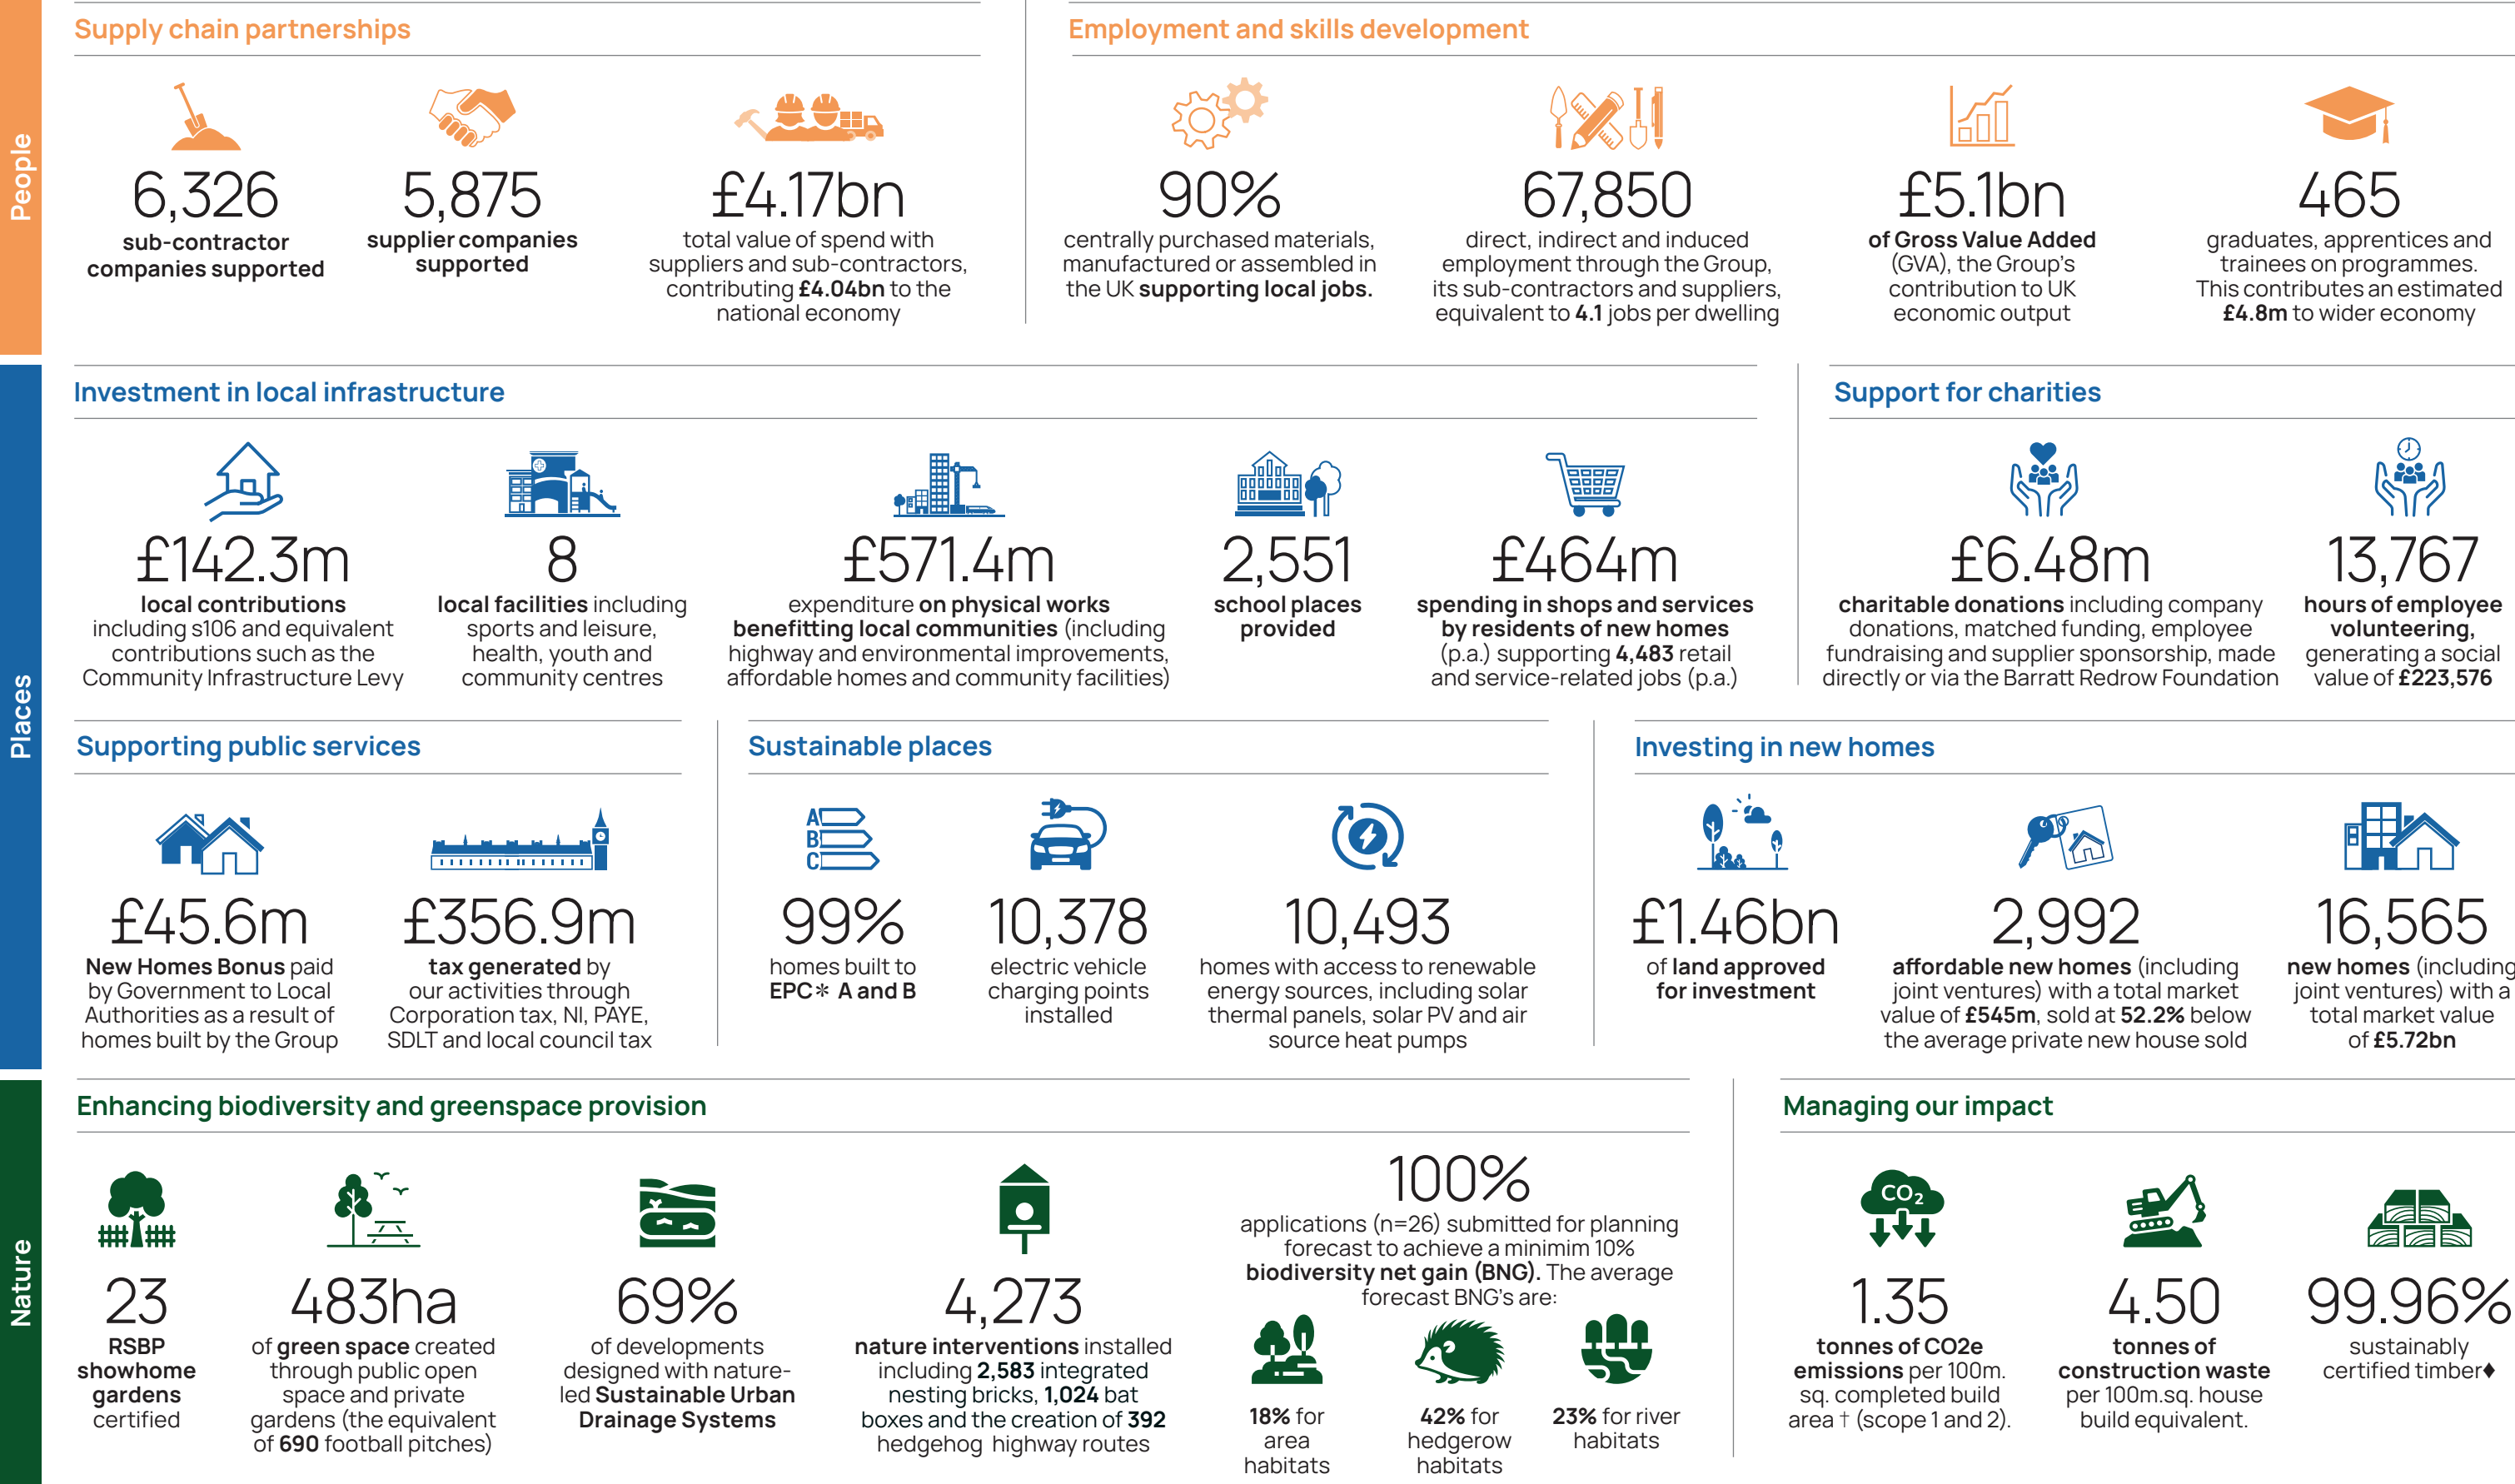 People
Supply chain partnerships
6,326
sub-contractor
companies supported
5,875
supplier companies
supported
£4.17bn
total value of spend with
suppliers and sub-contractors,
contributing £4.04bn to the
national economy
Employment and skills development
90%
centrally purchased materials,
manufactured or assembled in
the UK supporting local jobs.
67,850
direct, indirect and induced
employment through the Group,
its sub-contractors and suppliers,
equivalent to 4.1 jobs per dwelling
£5.1bn
of Gross Value Added
(GVA), the Group's
contribution to UK
economic output
465
graduates, apprentices and
trainees on programmes.
This contributes an estimated
£4.8m to wider economy
Places
Investment in local infrastructure
£142.3m
local contributions
including s106 and equivalent
contributions such as the
Community Infrastructure Levy
8
local facilities including
sports and leisure,
health, youth and
community centres
£571.4m
expenditure on physical works
benefitting local communities (including
highway and environmental improvements,
affordable homes and community facilities)
2,551
school places
provided
£464m
spending in shops and services
by residents of new homes
(p.a.) supporting 4,483 retail
and service-related jobs (p.a.)
Support for charities
£6.48m
charitable donations including company
donations, matched funding, employee
fundraising and supplier sponsorship, made
directly or via the Barratt Redrow Foundation
13,767
hours of employee
volunteering,
generating a social
value of £223,576
Supporting public services
£45.6m
New Homes Bonus paid
by Government to Local
Authorities as a result of
homes built by the Group
£356.9m
tax generated by
our activities through
Corporation tax, NI, PAYE,
SDLT and local council tax
Sustainable places
A
B
C
99%
homes built to
EPC* A and B
10,378
electric vehicle
charging points
installed
10,493
homes with access to renewable
energy sources, including solar
thermal panels, solar PV and air
source heat pumps
Investing in new homes
£1.46bn
of land approved
for investment
2,992
affordable new homes (including
joint ventures) with a total market
value of £545m, sold at 52.2% below
the average private new house sold
16,565
new homes (including
joint ventures) with a
total market value
of £5.72bn
Nature
Enhancing biodiversity and greenspace provision
23
RSBP
showhome
gardens
certified
483ha
of green space created
through public open
space and private
gardens (the equivalent
of 690 football pitches)
69%
of developments
designed with nature-
led Sustainable Urban
Drainage Systems
4,273
nature interventions installed
including 2,583 integrated
nesting bricks, 1,024 bat
boxes and the creation of 392
hedgehog highway routes
100%
applications (n=26) submitted for planning
forecast to achieve a minimim 10%
biodiversity net gain (BNG). The average
forecast BNG's are:
18% for
area
habitats
42% for
hedgerow
habitats
23% for river
habitats
Managing our impact
CO2
1.35
tonnes of CO2e
emissions per 100m.
sq. completed build
area † (scope 1 and 2).
4.50
tonnes of
construction waste
per 100m.sq. house
build equivalent.
99.96%
sustainably
certified timber♦